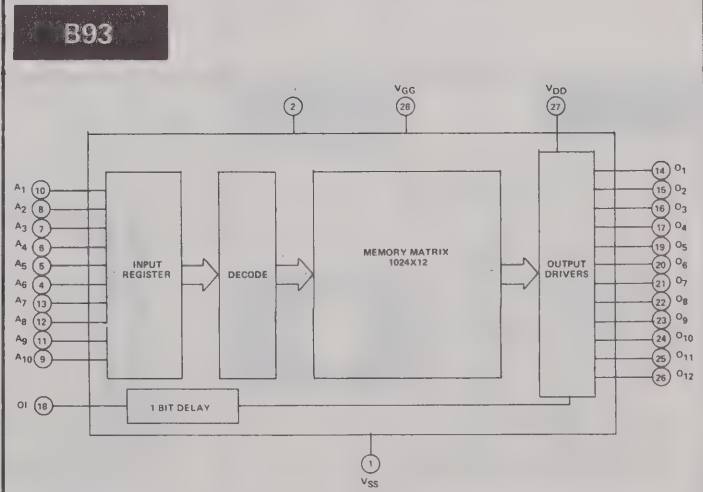 B93
VGG
VDD
2
28
27
A1 10
A2 8
A3 7
A4 6
A5 5
A6 4
A7 13
A8 12
A9 11
A10 9
OI 18
INPUT
REGISTER
DECODE
MEMORY MATRIX
1024X12
OUTPUT
DRIVERS
1 BIT DELAY
14 O1
15 O2
16 O3
17 O4
19 O5
20 O6
21 O7
22 O8
23 O9
24 O10
25 O11
26 O12
1
VSS